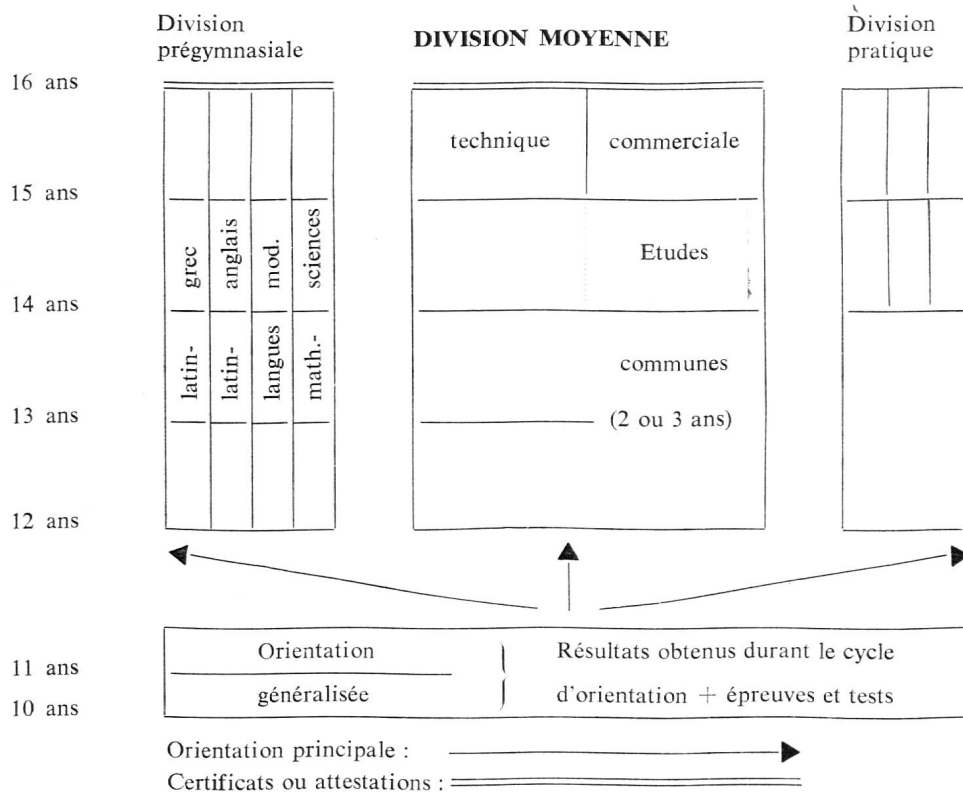 Division
prégymnasiale
DIVISION MOYENNE
Division
pratique
16 ans
technique
commerciale
15 ans
grec
anglais
mod.
sciences
Etudes
14 ans
latin-
latin-
langues
math.-
communes
13 ans
(2 ou 3 ans)
12 ans
Orientation
Résultats obtenus durant le cycle
11 ans
généralisée
d'orientation + épreuves et tests
10 ans
Orientation principale :
Certificats ou attestations :